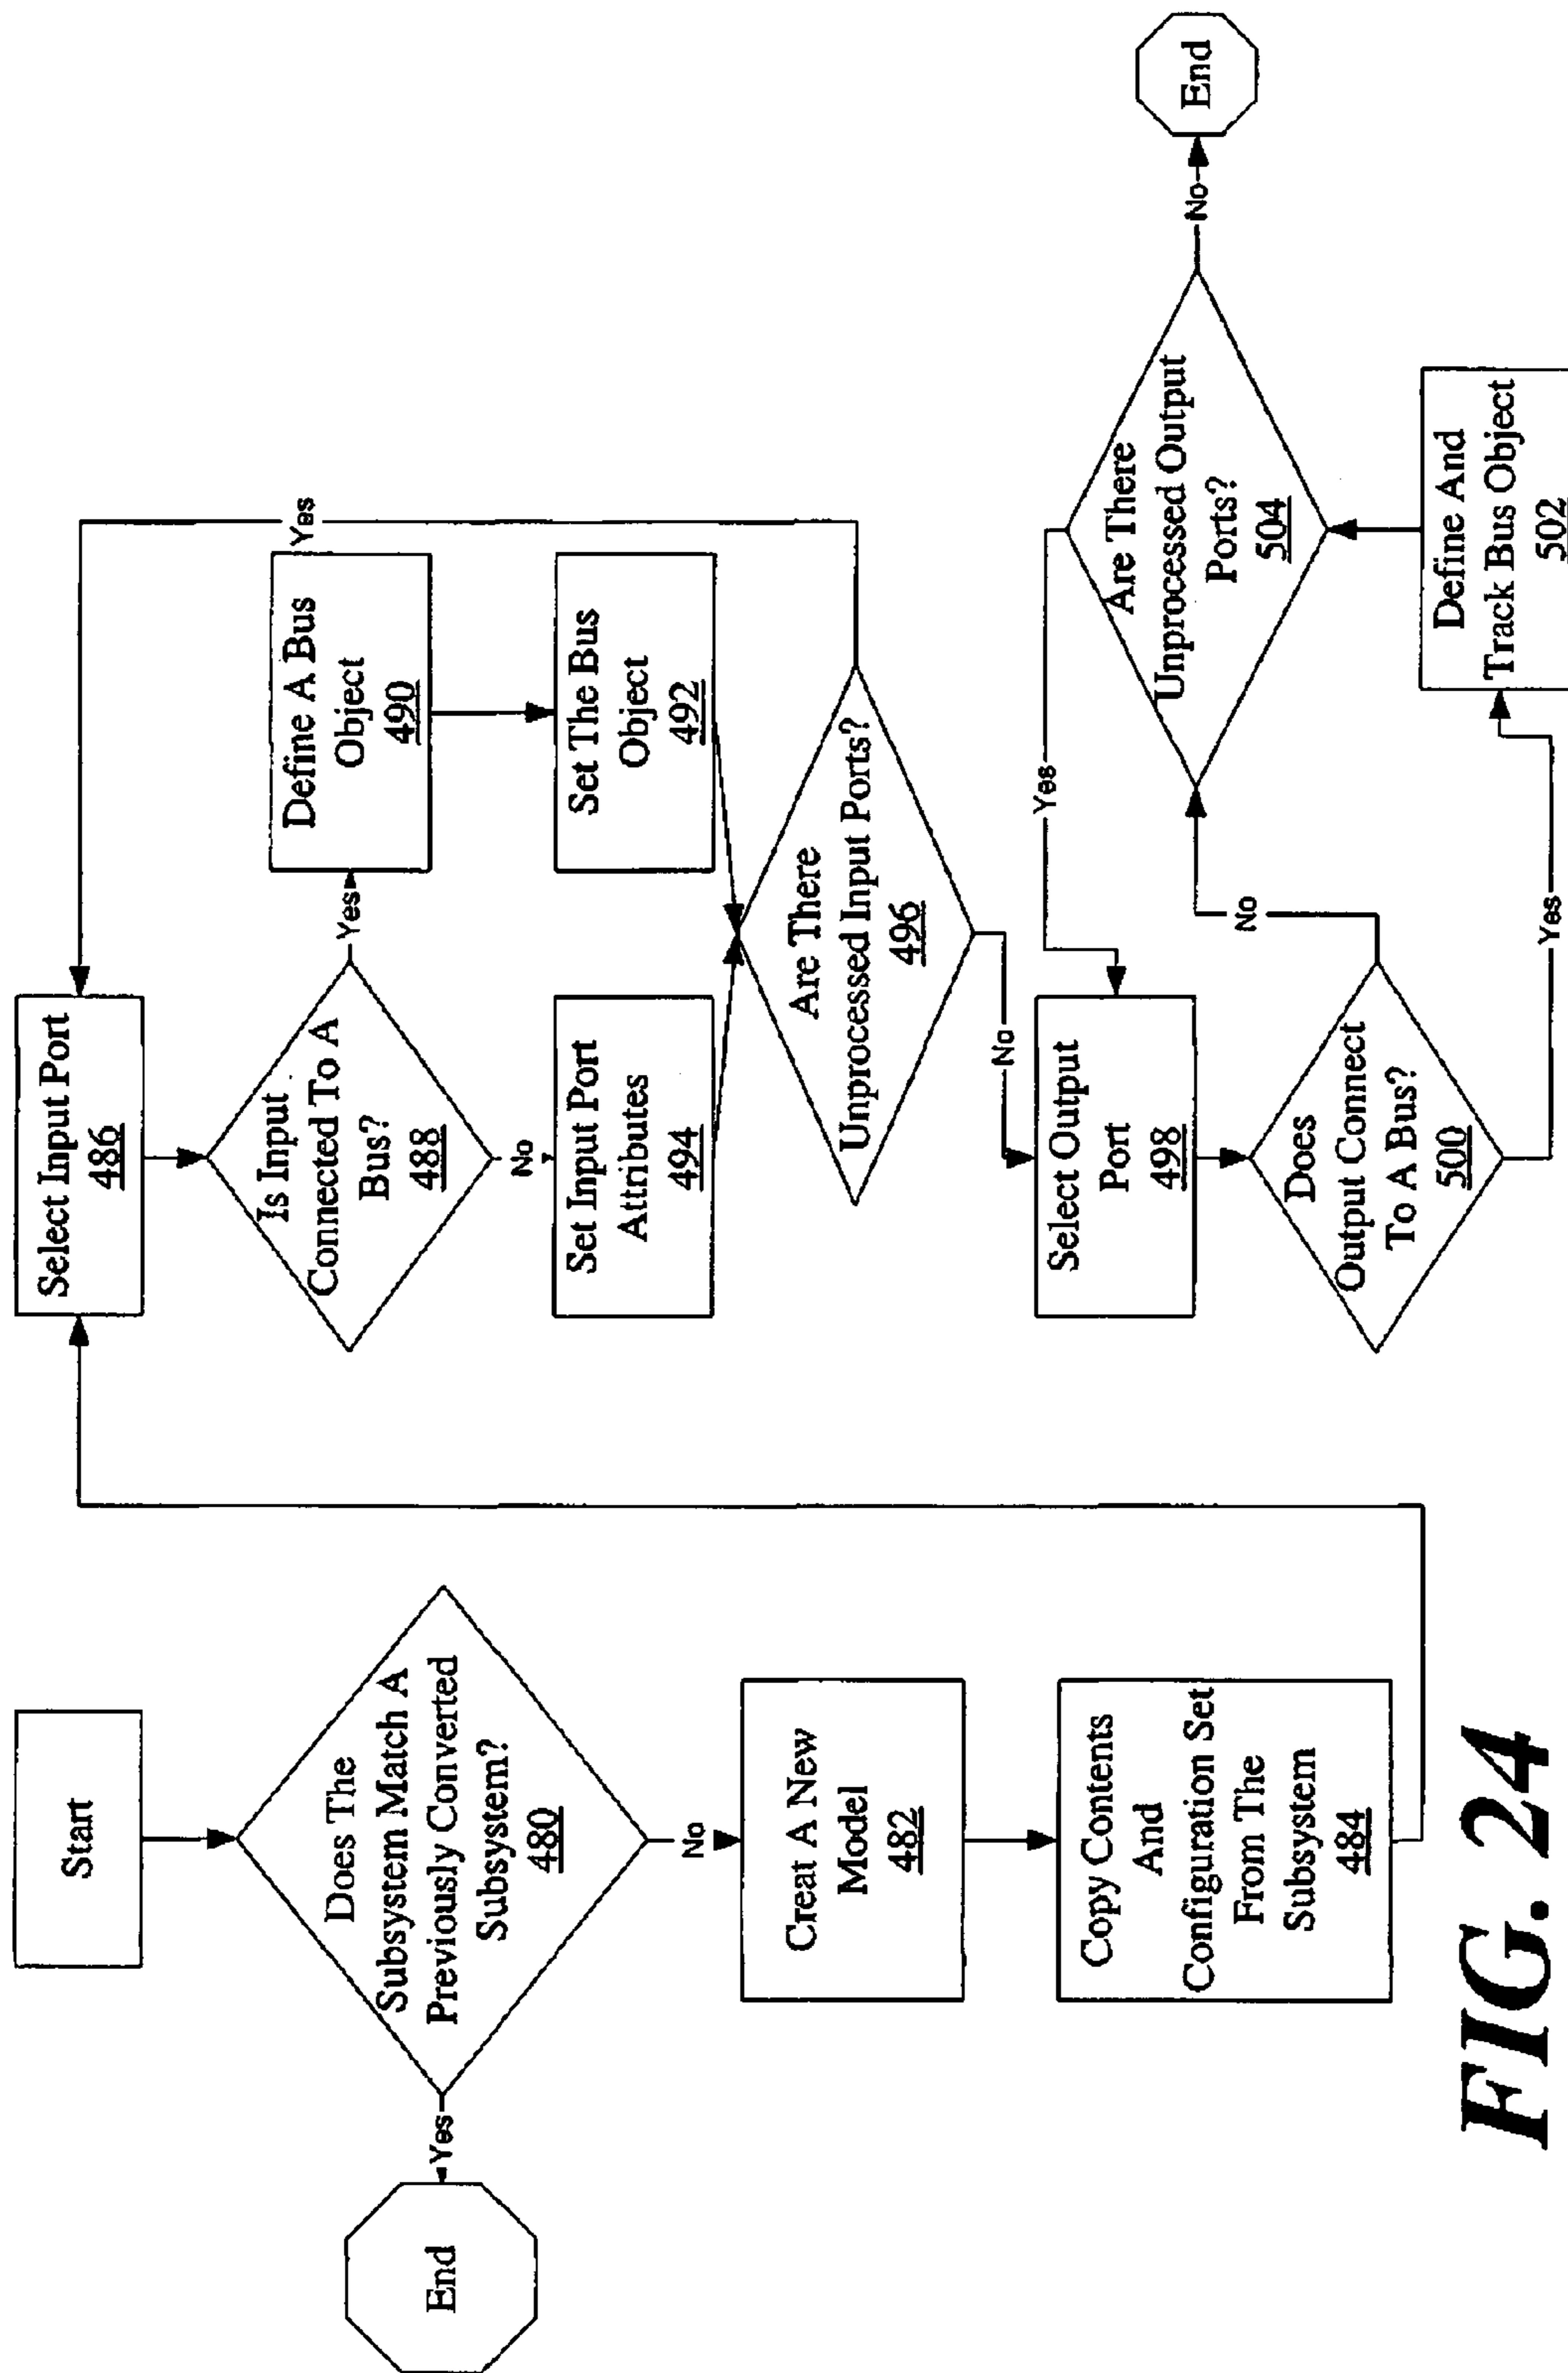 Start
Does The
Subsystem Match A
Previously Converted
Subsystem?
480
Yes
End
No
Creat A New
Model
482
Copy Contents
And
Configuration Set
From The
Subsystem
484
Select Input Port
486
Is Input
Connected To A
Bus?
488
Yes
Define A Bus
Object
490
Set The Bus
Object
492
No
Set Input Port
Attributes
494
Are There
Unprocessed Input Ports?
496
Yes
No
Select Output
Port
498
Does
Output Connect
To A Bus?
500
No
Yes
Define And
Track Bus Object
502
Are There
Unprocessed Output
Ports?
504
Yes
No
End
FIG. 24